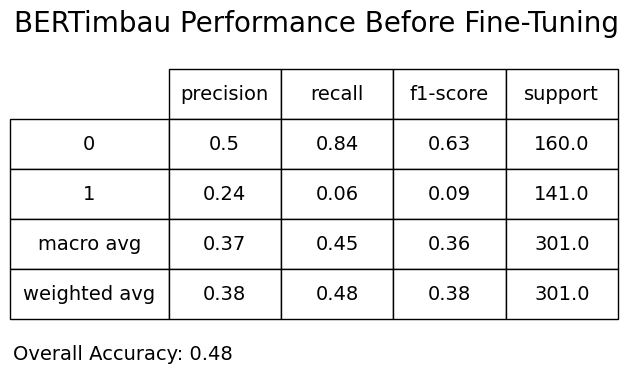 BERTimbau Performance Before Fine-Tuning
precision recall f1-score support
0 0.5 0.84 0.63 160.0
1 0.24 0.06 0.09 141.0
macro avg 0.37 0.45 0.36 301.0
weighted avg 0.38 0.48 0.38 301.0
Overall Accuracy: 0.48